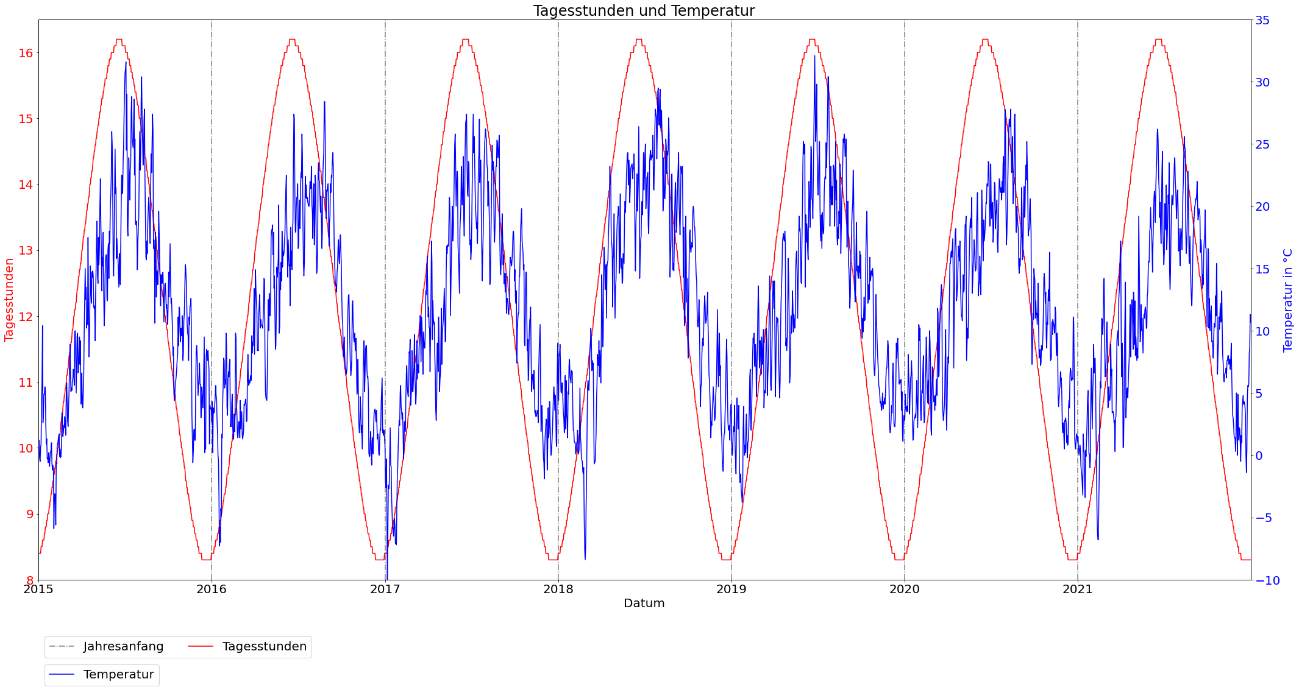 Tagesstunden und Temperatur
Tagesstunden
16
15
14
13
12
11
10
9
8
35
30
25
20
15
10
5
0
−5
−10
Temperatur in °C
2015 2016 2017 2018 2019 2020 2021
Datum
Jahresanfang Tagesstunden
Temperatur